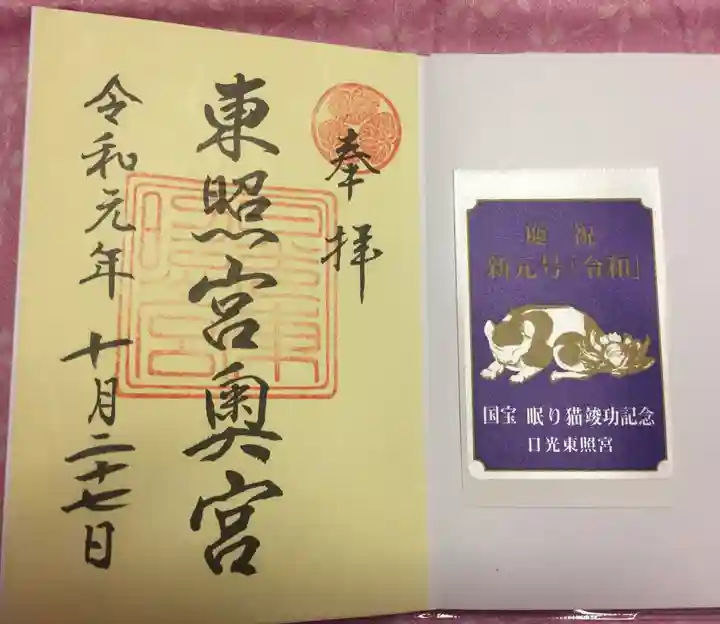 奉拝
東照宮奥宮
令和元年 十月二十七日
慶祝
新元号「令和」
国宝 眠り猫竣功記念
日光東照宮